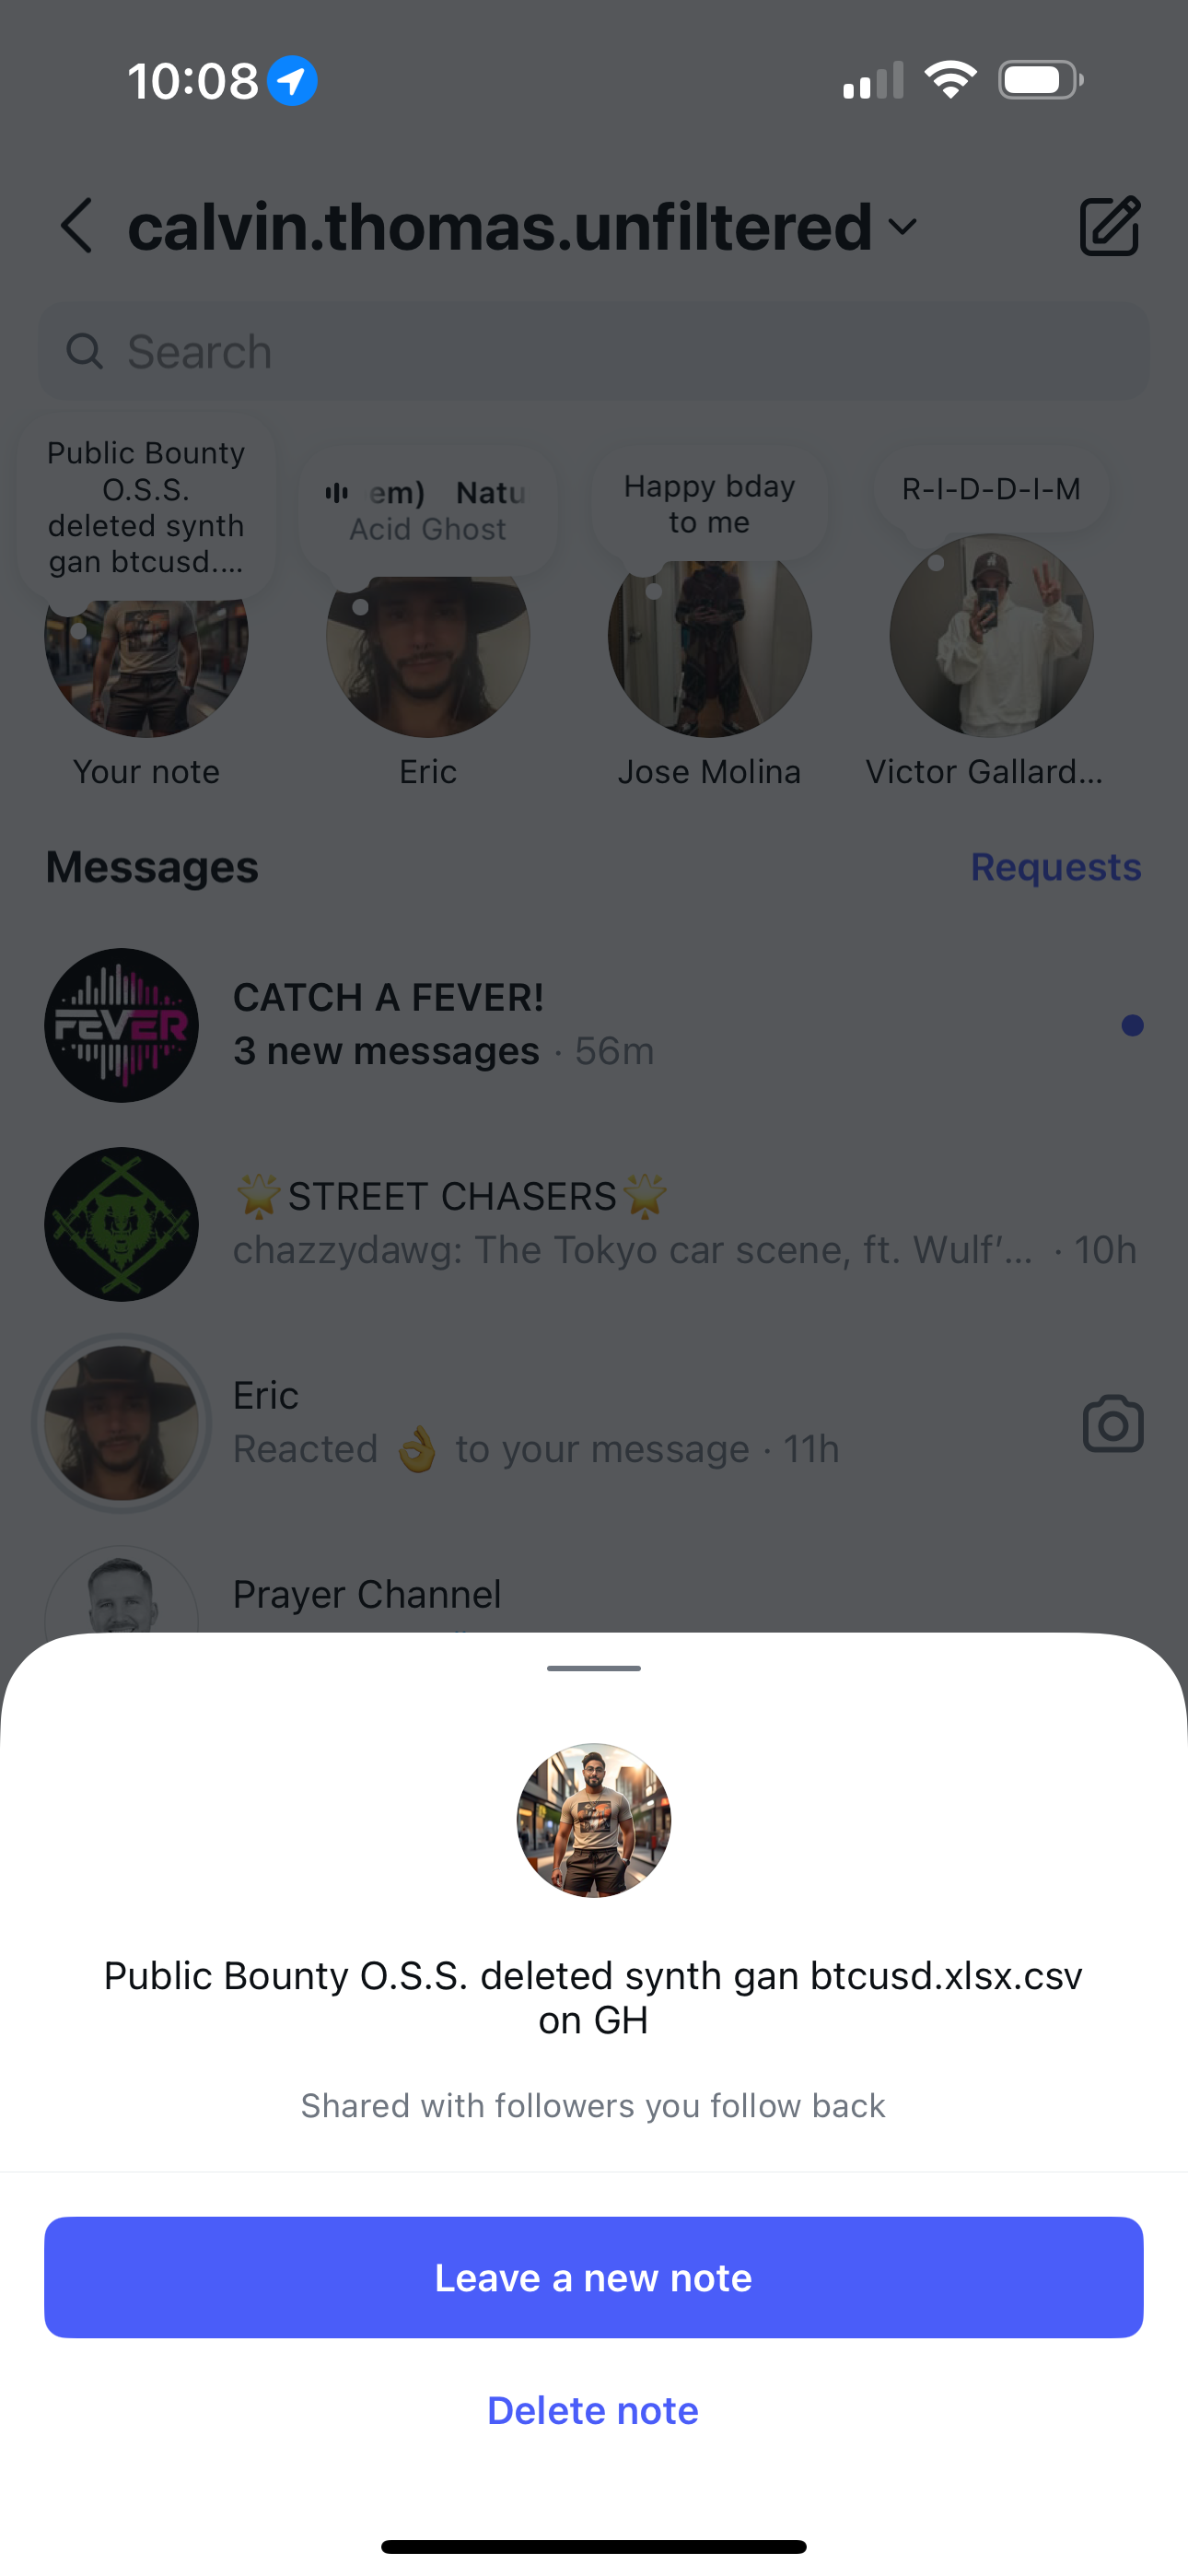 10:08
calvin.thomas.unfiltered
Search
Public Bounty
O.S.S.
deleted synth
gan btcusd....
em) Natu
Acid Ghost
Happy bday
to me
R-I-D-D-I-M
Your note
Eric
Jose Molina
Victor Gallard...
Messages
Requests
FEVER
CATCH A FEVER!
3 new messages · 56m
🌟STREET CHASERS🌟
chazzydawg: The Tokyo car scene, ft. Wulf’... · 10h
Eric
Reacted 👌 to your message · 11h
Prayer Channel
Public Bounty O.S.S. deleted synth gan btcusd.xlsx.csv
on GH
Shared with followers you follow back
Leave a new note
Delete note